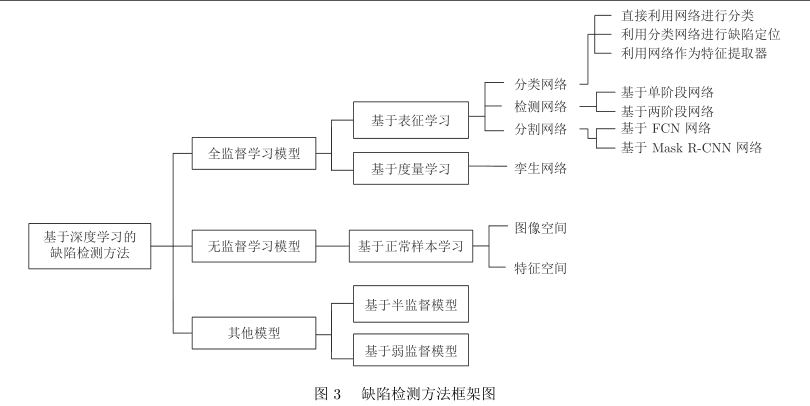 直接利用网络进行分类
利用分类网络进行缺陷定位
利用网络作为特征提取器
分类网络
检测网络
分割网络
基于单阶段网络
基于两阶段网络
基于 FCN 网络
基于 Mask R-CNN 网络
基于表征学习
全监督学习模型
基于度量学习
孪生网络
基于深度学习的
缺陷检测方法
无监督学习模型
基于正常样本学习
图像空间
特征空间
其他模型
基于半监督模型
基于弱监督模型
图 3 缺陷检测方法框架图